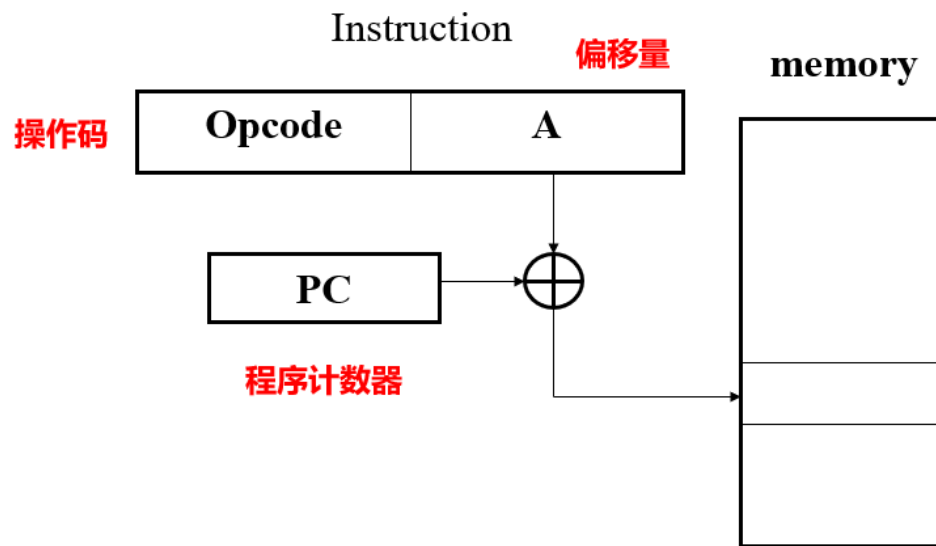 Instruction
偏移量
memory
操作码
Opcode
A
PC
程序计数器